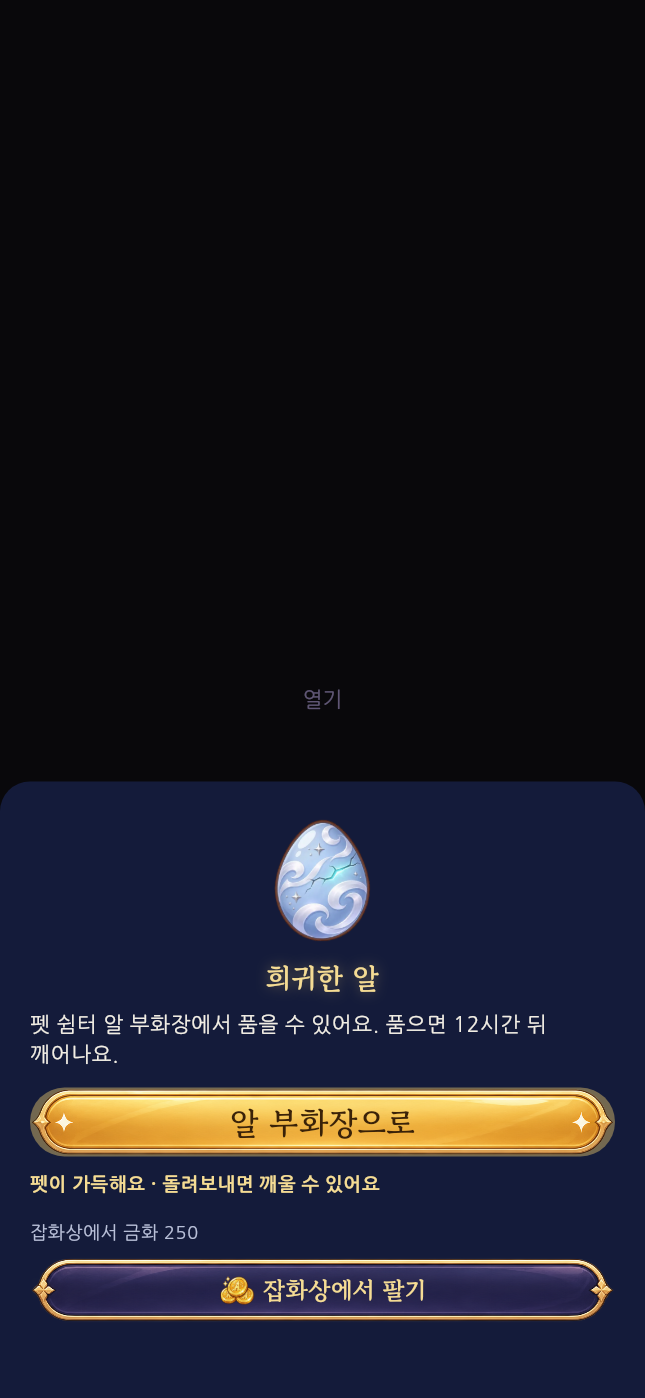 열기
희귀한 알
펫 쉼터 알 부화장에서 품을 수 있어요. 품으면 12시간 뒤
깨어나요.
알 부화장으로
펫이 가득해요 · 돌려보내면 깨울 수 있어요
잡화상에서 금화 250
잡화상에서 팔기